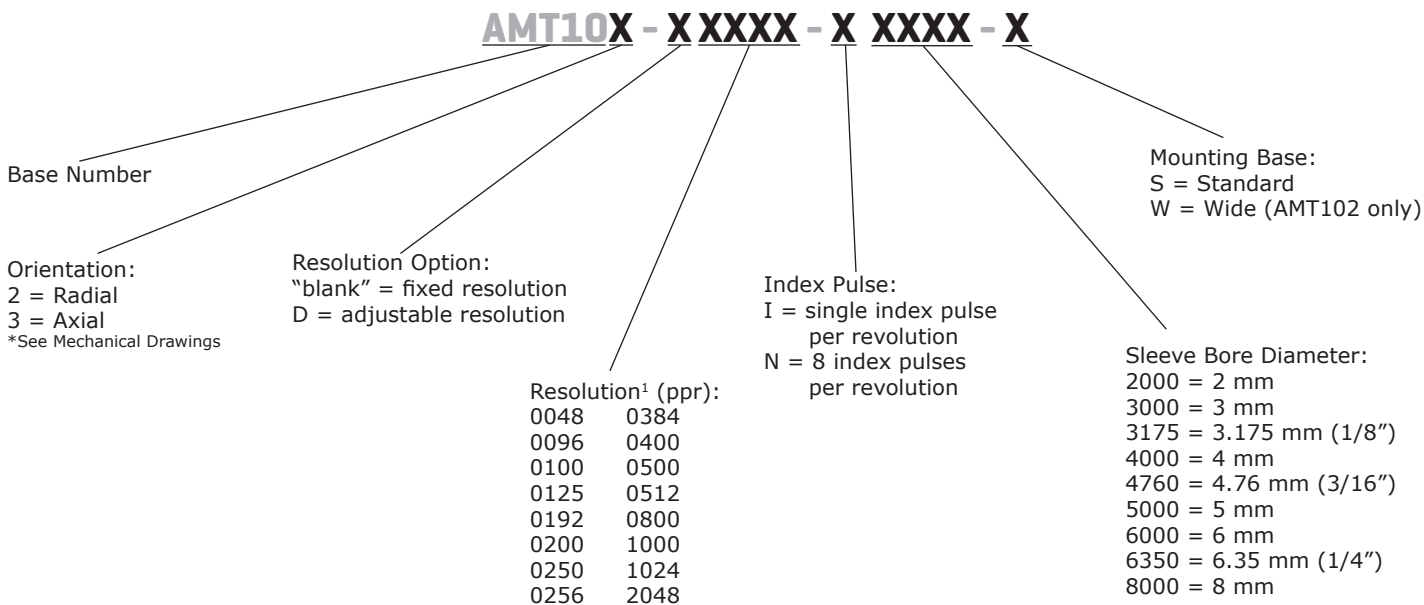 AMT10X - X XXXX - X XXXX - X
Base Number
Orientation:
2 = Radial
3 = Axial
*See Mechanical Drawings
Resolution Option:
“blank” = fixed resolution
D = adjustable resolution
Resolution¹ (ppr):
0048 0384
0096 0400
0100 0500
0125 0512
0192 0800
0200 1000
0250 1024
0256 2048
Index Pulse:
I = single index pulse
per revolution
N = 8 index pulses
per revolution
Sleeve Bore Diameter:
2000 = 2 mm
3000 = 3 mm
3175 = 3.175 mm (1/8”)
4000 = 4 mm
4760 = 4.76 mm (3/16”)
5000 = 5 mm
6000 = 6 mm
6350 = 6.35 mm (1/4”)
8000 = 8 mm
Mounting Base:
S = Standard
W = Wide (AMT102 only)